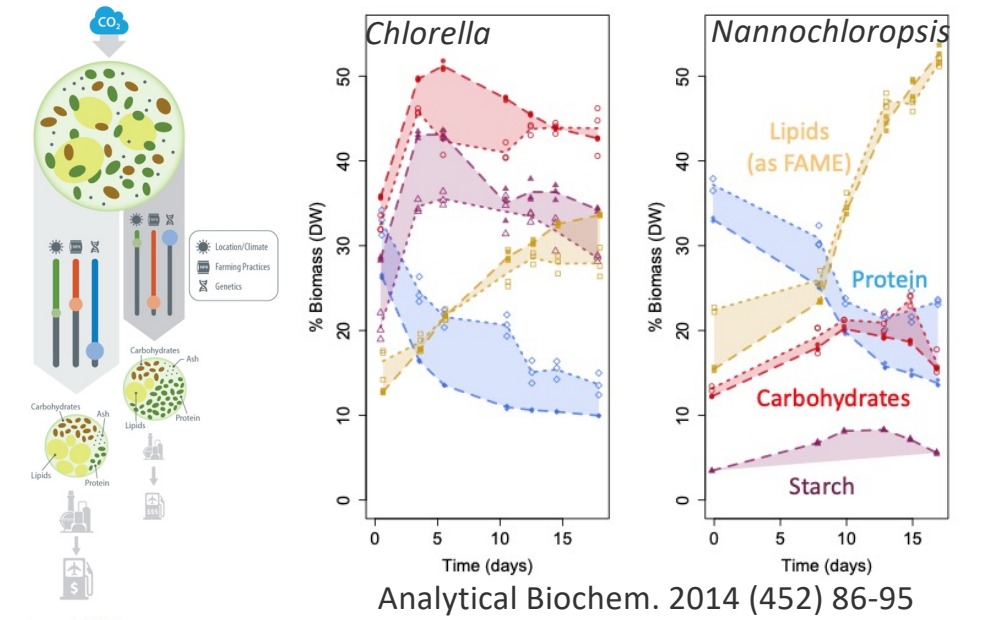 CO2
Location/Climate
Farming Practices
Genetics
Carbohydrates
Ash
Lipids
Protein
$$$
Carbohydrates
Ash
Lipids
Protein
$
Chlorella
% Biomass (DW)
50
40
30
20
10
0
0 5 10 15
Time (days)
Nannochloropsis
% Biomass (DW)
50
40
30
20
10
0
Lipids
(as FAME)
Protein
Carbohydrates
Starch
0 5 10 15
Time (days)
Analytical Biochem. 2014 (452) 86-95